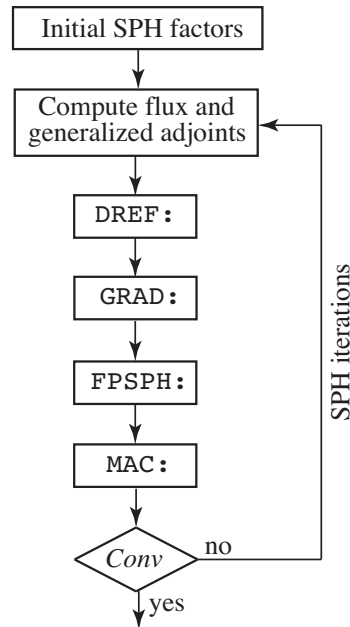 Initial SPH factors
Compute flux and
generalized adjoints
DREF:
GRAD:
FPSPH:
MAC:
Conv
no
yes
SPH iterations